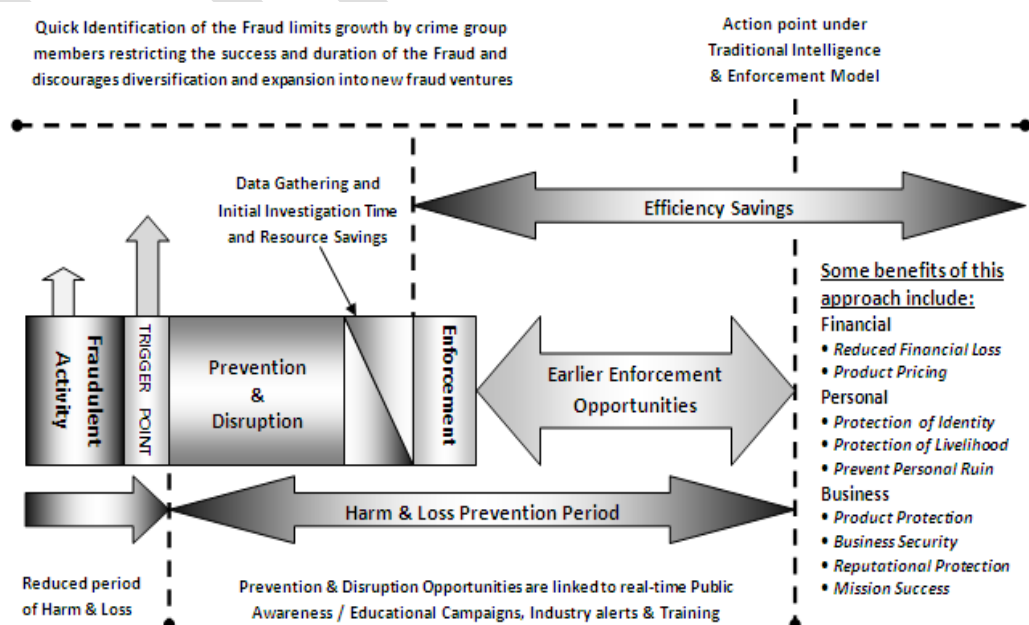 Quick Identification of the Fraud limits growth by crime group
members restricting the success and duration of the Fraud and
discourages diversification and expansion into new fraud ventures
Action point under
Traditional Intelligence
& Enforcement Model
Data Gathering and
Initial Investigation Time
and Resource Savings
Efficiency Savings
Fraudulent
Activity
TRIGGER POINT
Prevention
&
Disruption
Enforcement
Earlier Enforcement
Opportunities
Harm & Loss Prevention Period
Reduced period
of Harm & Loss
Prevention & Disruption Opportunities are linked to real-time Public
Awareness / Educational Campaigns, Industry alerts & Training
Some benefits of this
approach include:
Financial
• Reduced Financial Loss
• Product Pricing
Personal
• Protection of Identity
• Protection of Livelihood
• Prevent Personal Ruin
Business
• Product Protection
• Business Security
• Reputational Protection
• Mission Success